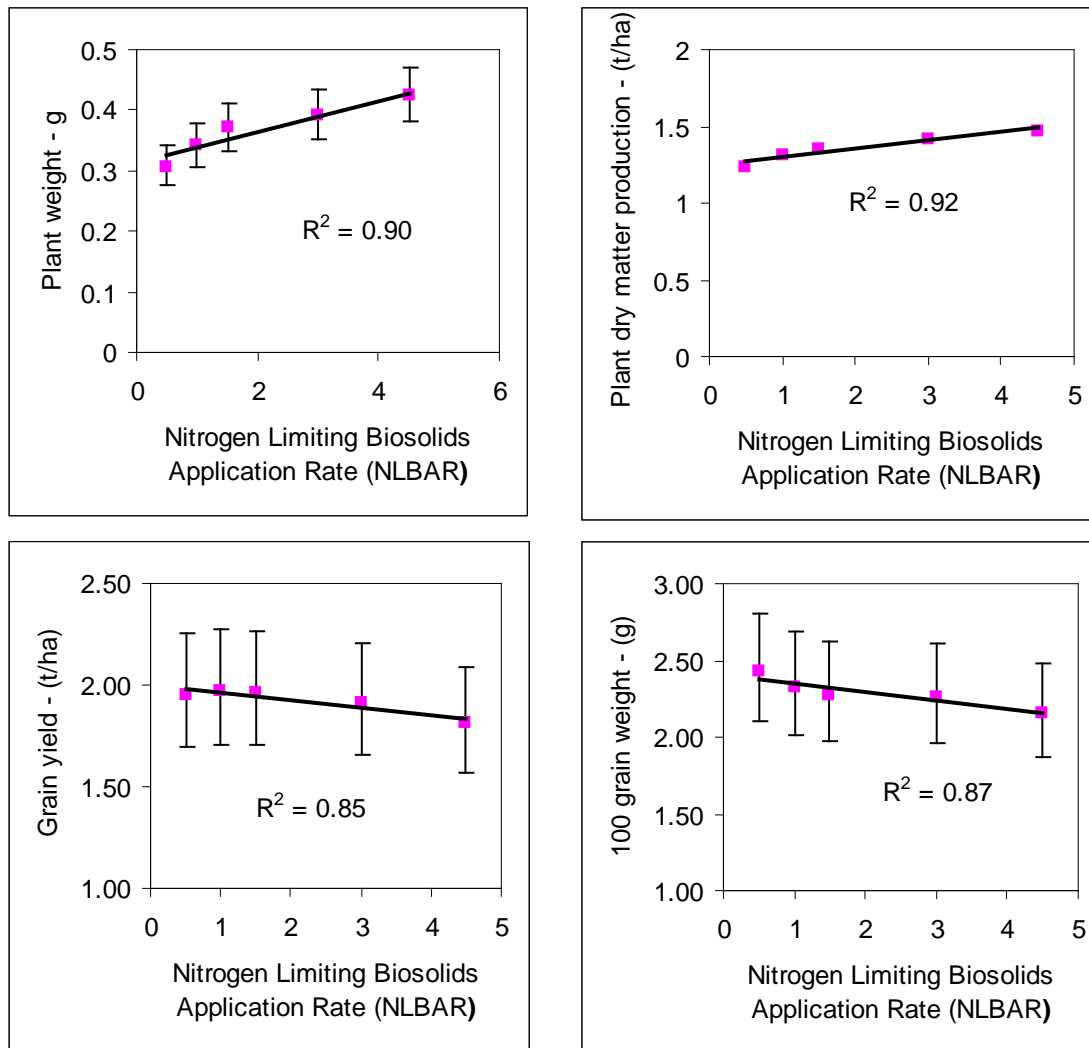 Plant weight - g
0.5
0.4
0.3
0.2
0.1
0
R² = 0.90
0 2 4 6
Nitrogen Limiting Biosolids
Application Rate (NLBAR)
Plant dry matter production - (t/ha)
2
1.5
1
0.5
0
R² = 0.92
0 1 2 3 4 5
Nitrogen Limiting Biosolids
Application Rate (NLBAR)
Grain yield - (t/ha)
2.50
2.00
1.50
1.00
R² = 0.85
0 1 2 3 4 5
Nitrogen Limiting Biosolids
Application Rate (NLBAR)
100 grain weight - (g)
3.00
2.50
2.00
1.50
1.00
R² = 0.87
0 1 2 3 4 5
Nitrogen Limiting Biosolids
Application Rate (NLBAR)